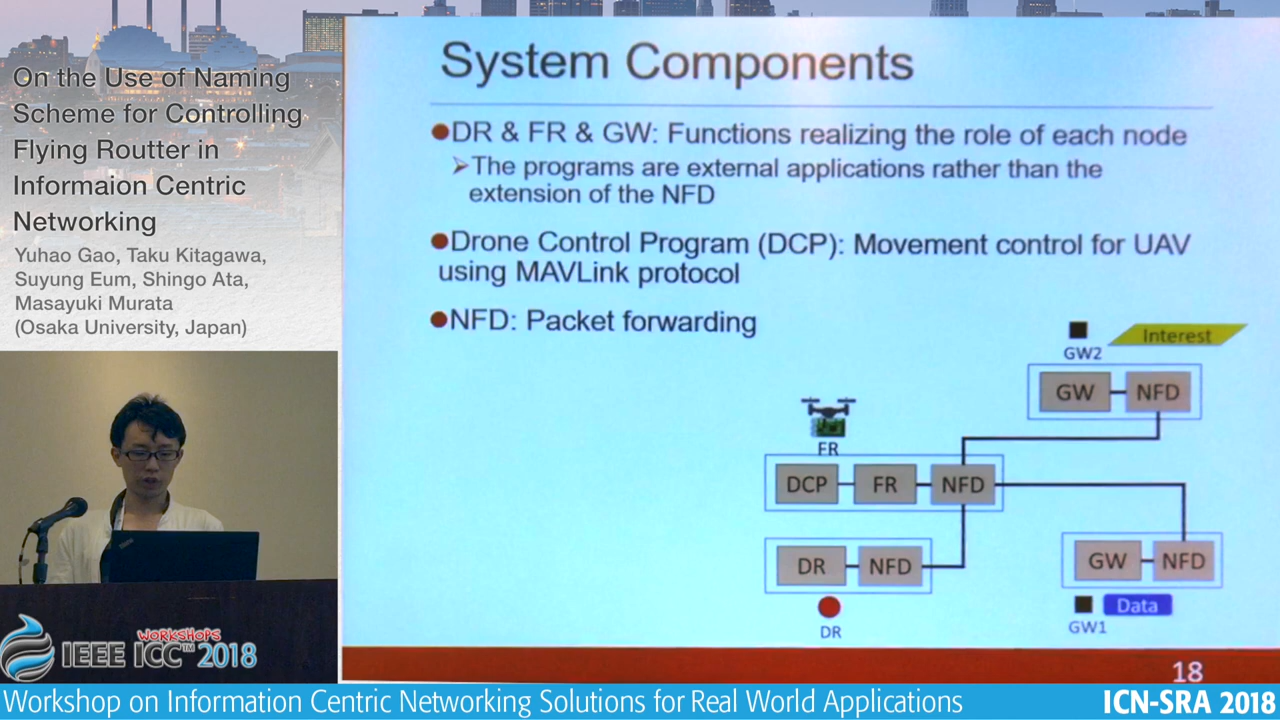 On the Use of Naming
Scheme for Controlling
Flying Routter in
Informaion Centric
Networking
Yuhao Gao, Taku Kitagawa,
Suyung Eum, Shingo Ata,
Masayuki Murata
(Osaka University, Japan)
System Components
DR & FR & GW: Functions realizing the role of each node
The programs are external applications rather than the
extension of the NFD
Drone Control Program (DCP): Movement control for UAV
using MAVLink protocol
NFD: Packet forwarding
Interest
GW2
GW NFD
FR
DCP FR NFD
DR NFD
GW NFD
DR
Data
GW1
18
WORKSHOPS
IEEE ICC™ 2018
Workshop on Information Centric Networking Solutions for Real World Applications
ICN-SRA 2018